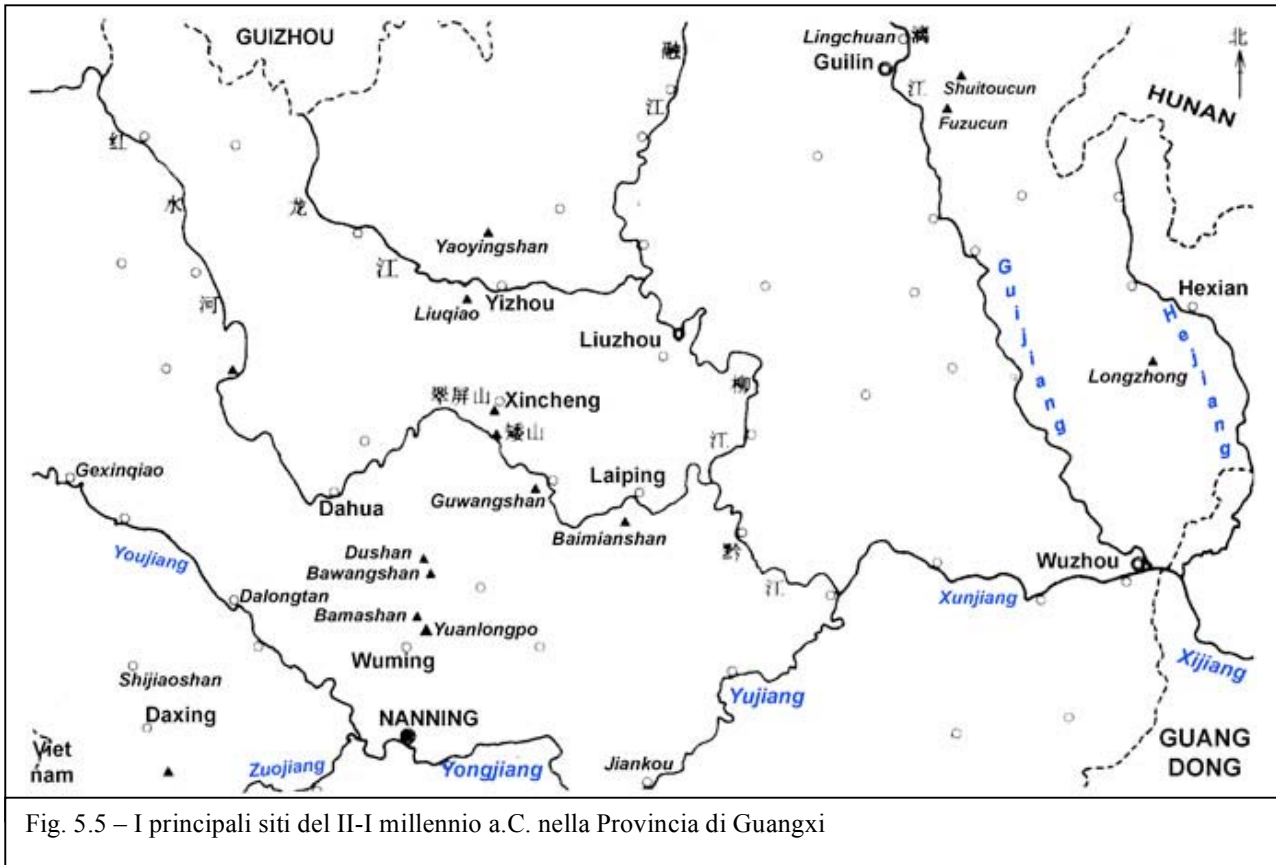 GUIZHOU
融
江
Lingchuan
漓
江
Guilin
Shuitoucun
Fuzucun
北
HUNAN
红
水
河
龙
江
Yaoyingshan
Yizhou
Liuqiao
Liuzhou
Guijiang
Hejiang
Hexian
Longzhong
翠屏山
Xincheng
矮山
柳
江
Gexinqiao
Dahua
Guwangshan
Laiping
Baimianshan
黔
江
Youjiang
Dushan
Bawangshan
Dalongtan
Bamashan
Yuanlongpo
Wuming
Wuzhou
Xunjiang
Xijiang
Shijiaoshan
Daxing
NANNING
Yujiang
Viet
nam
Zuojiang
Yongjiang
Jiankou
GUANG
DONG
Fig. 5.5 – I principali siti del II-I millennio a.C. nella Provincia di Guangxi